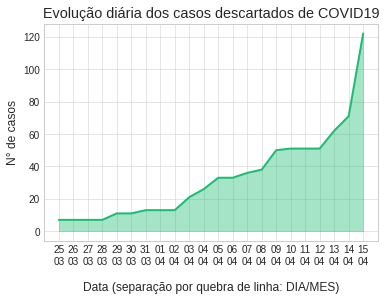 Evolução diária dos casos descartados de COVID19
N° de casos
120
100
80
60
40
20
0
25 26 27 28 29 30 31 01 02 03 04 05 06 07 08 09 10 11 12 13 14 15
03 03 03 03 03 03 03 04 04 04 04 04 04 04 04 04 04 04 04 04 04 04
Data (separação por quebra de linha: DIA/MES)